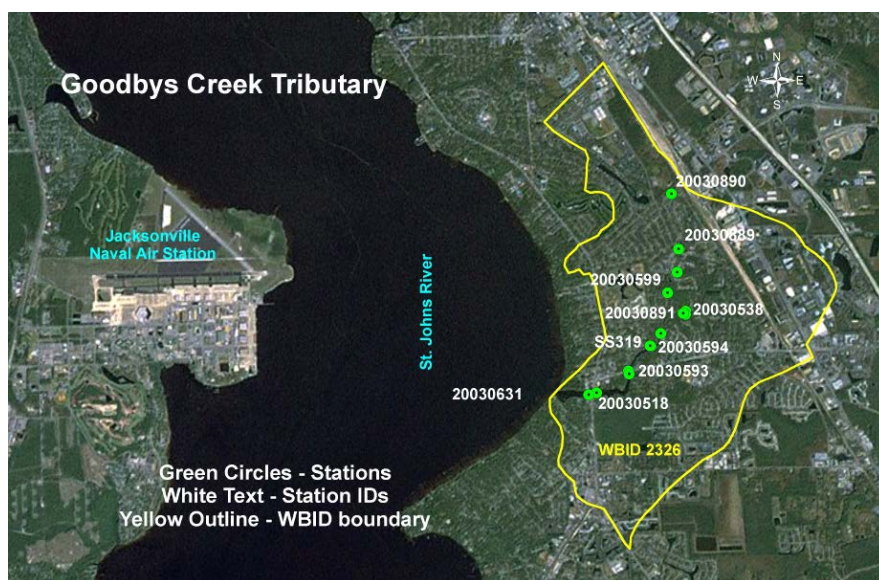 Goodbys Creek Tributary
N
W E
S
20030890
Jacksonville
Naval Air Station
20030889
St. Johns River
20030599
20030891
20030538
SS319
20030594
20030593
20030631
20030518
WBID 2326
Green Circles - Stations
White Text - Station IDs
Yellow Outline - WBID boundary